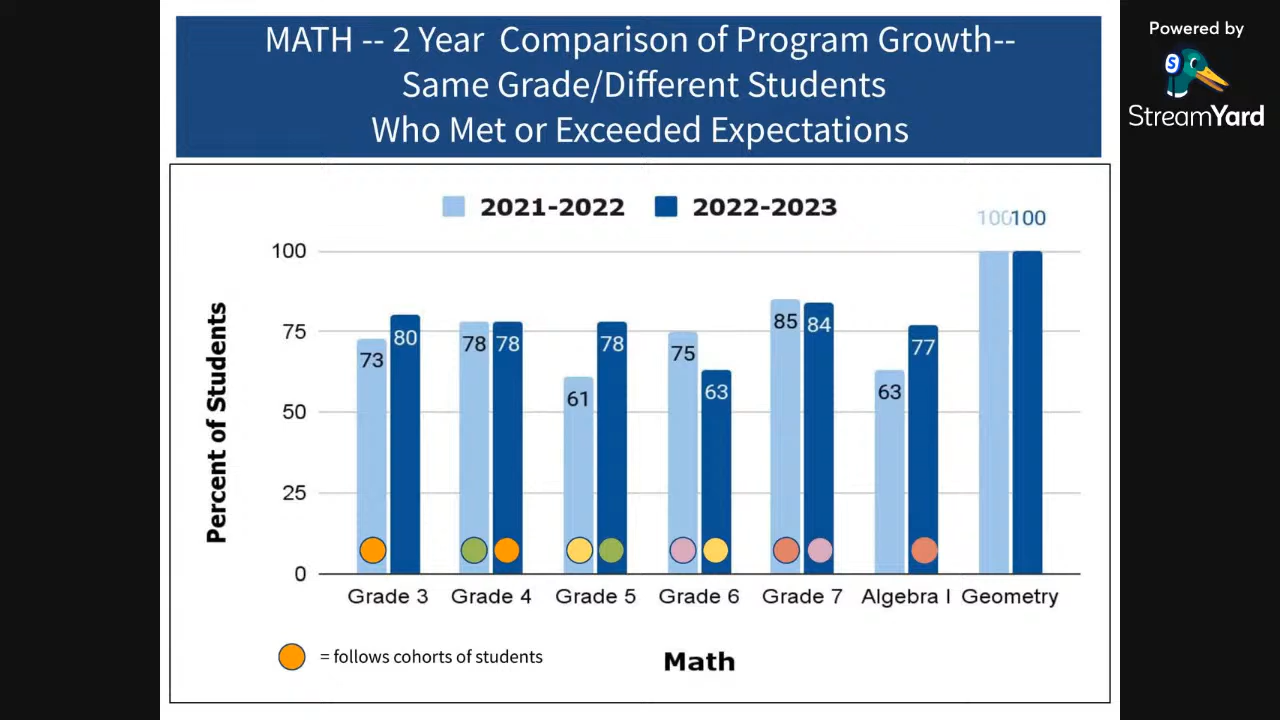 MATH -- 2 Year Comparison of Program Growth--
Same Grade/Different Students
Who Met or Exceeded Expectations
Powered by
S
StreamYard
2021-2022 2022-2023
100 100
100
75
50
25
0
Percent of Students
73 80 78 78 61 78 75 63 85 84 63 77
Grade 3 Grade 4 Grade 5 Grade 6 Grade 7 Algebra I Geometry
= follows cohorts of students
Math